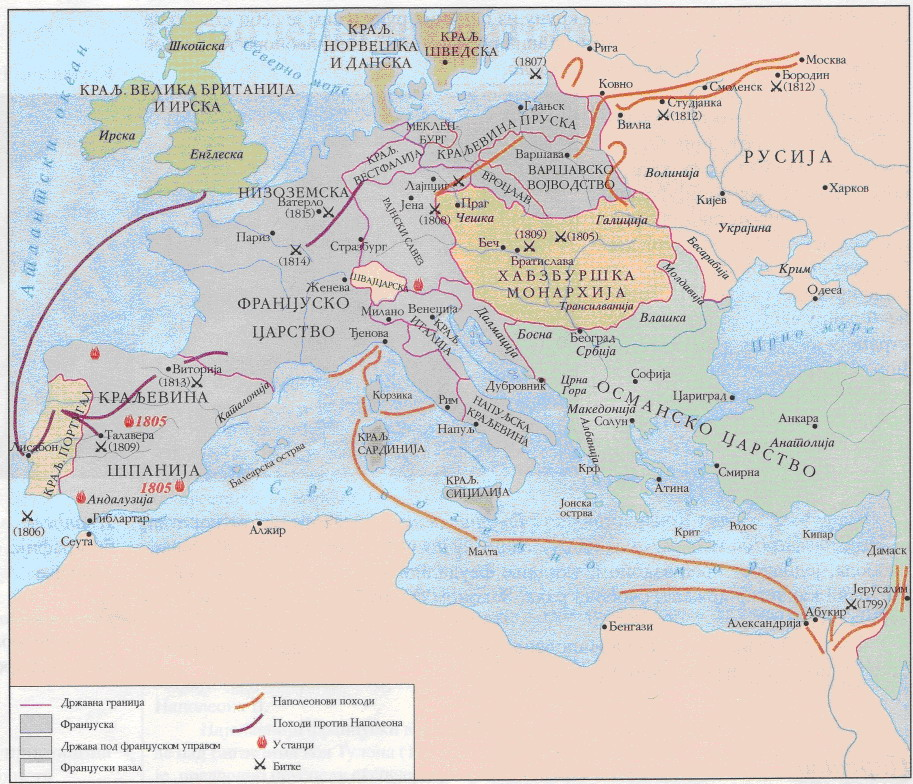 КРАЉ.
НОРВЕШКА
И ДАНСКА
КРАЉ.
ШВЕДСКА
Шкотска
Северно море
Атлантски океан
КРАЉ. ВЕЛИКА БРИТАНИЈА
И ИРСКА
Ирска
Енглеска
(1807)
Рига
Ковно
Москва
Бородин
(1812)
Смоленск
Студјанка
(1812)
Вилна
РУСИЈА
Гдањск
МЕКЛЕН-
БУРГ
КРАЉЕВИНА ПРУСКА
КРАЉ.
ВЕСТФАЛИЈА
Варшава
ВАРШАВСКО
ВОЈВОДСТВО
ВРОЦЛАВ
Волинија
Харков
Кијев
Украјина
НИЗОЗЕМСКА
Ватерло
(1815)
Лајпциг
Јена
(1808)
Праг
Чешка
Галиција
Париз
(1814)
Стразбур
РАЈНСКИ САВЕЗ
Беч
(1809)
(1805)
Братислава
ХАБЗБУРШКА
МОНАРХИЈА
Трансилванија
Бесарабија
Молдавија
Крим
Одеса
Женева
ШВАЈЦАРСКА
ФРАНЦУСКО
ЦАРСТВО
Милано
Венеција
КРАЉ.
ИТАЛИЈА
Ђенова
Далмација
Босна
Београд
Србија
Влашка
Црно море
Виторија
(1813)
КРАЉЕВИНА
ШПАНИЈА
Каталонија
1805
Талавера
(1809)
КРАЉ. ПОРТУГАЛ
Лисабон
1805
Андалузија
Гиблартар
(1806)
Сеута
Балеарска острва
Корзика
Рим
Напуљ
НАПУЉСКА
КРАЉЕВИНА
КРАЉ.
САРДИНИЈА
КРАЉ.
СИЦИЛИЈА
Дубровник
Црна
Гора
Софија
Македонија
Солун
Албанија
Крф
ОСМАНСКО ЦАРСТВО
Цариград
Анкара
Анатолија
Смирна
Атина
Јонска
острва
Средоземно море
Алжир
Малта
Крит
Родос
Кипар
Дамаск
Јерусалим
Абукир
(1799)
Александрија
Бенгази
Државна граница
Француска
Држава под француском управом
Француски вазал
Наполеонови походи
Походи против Наполеона
Устанци
Битке